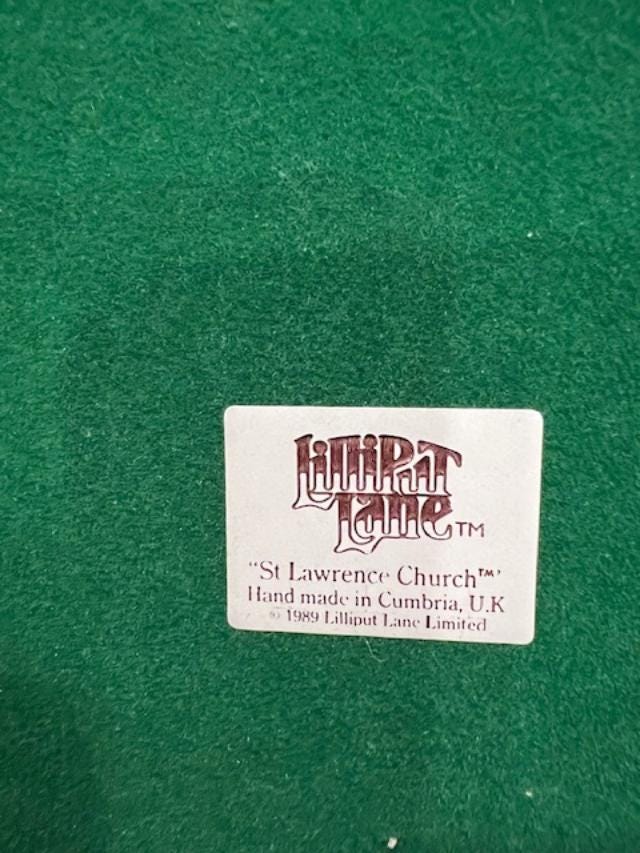 Lilliput
Lane™
"St Lawrence Church™'
Hand made in Cumbria, U.K
© 1989 Lilliput Lane Limited